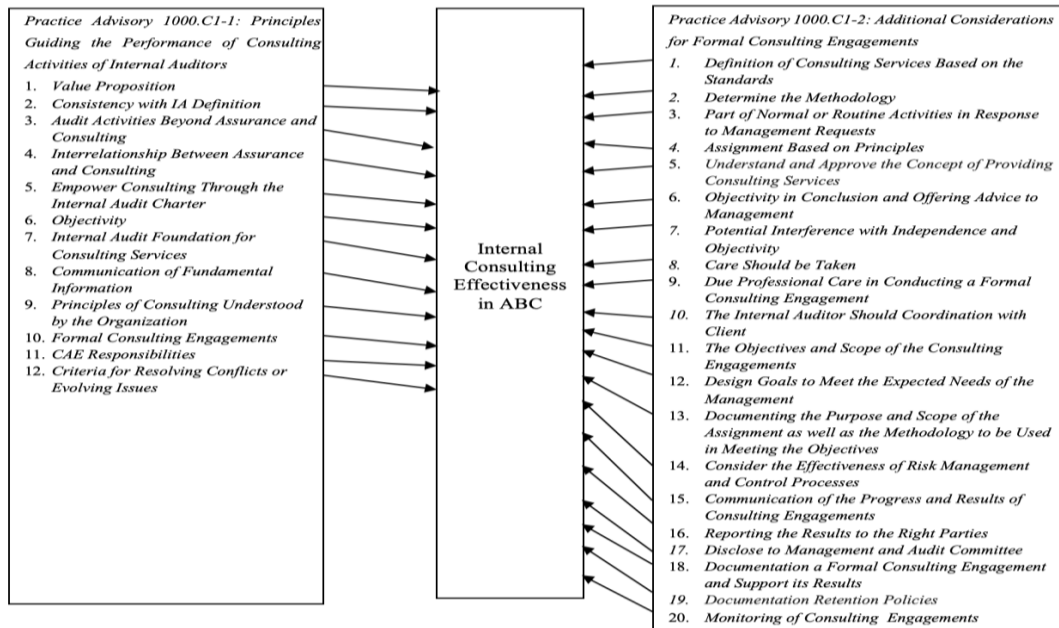 Practice Advisory 1000.C1-1: Principles
Guiding the Performance of Consulting
Activities of Internal Auditors
1. Value Proposition
2. Consistency with IA Definition
3. Audit Activities Beyond Assurance and
Consulting
4. Interrelationship Between Assurance
and Consulting
5. Empower Consulting Through the
Internal Audit Charter
6. Objectivity
7. Internal Audit Foundation for
Consulting Services
8. Communication of Fundamental
Information
9. Principles of Consulting Understood
by the Organization
10. Formal Consulting Engagements
11. CAE Responsibilities
12. Criteria for Resolving Conflicts or
Evolving Issues
Internal
Consulting
Effectiveness
in ABC
Practice Advisory 1000.C1-2: Additional Considerations
for Formal Consulting Engagements
1. Definition of Consulting Services Based on the
Standards
2. Determine the Methodology
3. Part of Normal or Routine Activities in Response
to Management Requests
4. Assignment Based on Principles
5. Understand and Approve the Concept of Providing
Consulting Services
6. Objectivity in Conclusion and Offering Advice to
Management
7. Potential Interference with Independence and
Objectivity
8. Care Should be Taken
9. Due Professional Care in Conducting a Formal
Consulting Engagement
10. The Internal Auditor Should Coordination with
Client
11. The Objectives and Scope of the Consulting
Engagements
12. Design Goals to Meet the Expected Needs of the
Management
13. Documenting the Purpose and Scope of the
Assignment as well as the Methodology to be Used
in Meeting the Objectives
14. Consider the Effectiveness of Risk Management
and Control Processes
15. Communication of the Progress and Results of
Consulting Engagements
16. Reporting the Results to the Right Parties
17. Disclose to Management and Audit Committee
18. Documentation a Formal Consulting Engagement
and Support its Results
19. Documentation Retention Policies
20. Monitoring of Consulting Engagements